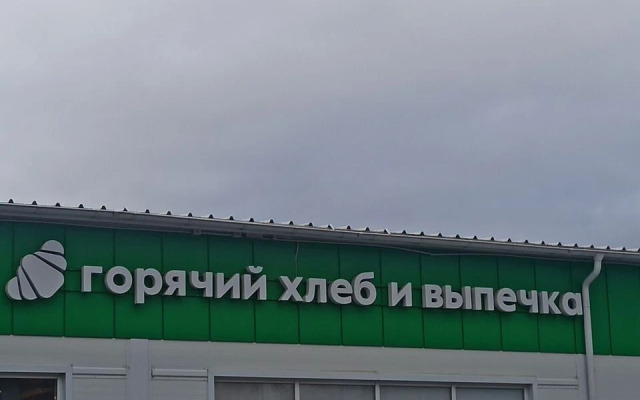 горячий хлеб и выпечка